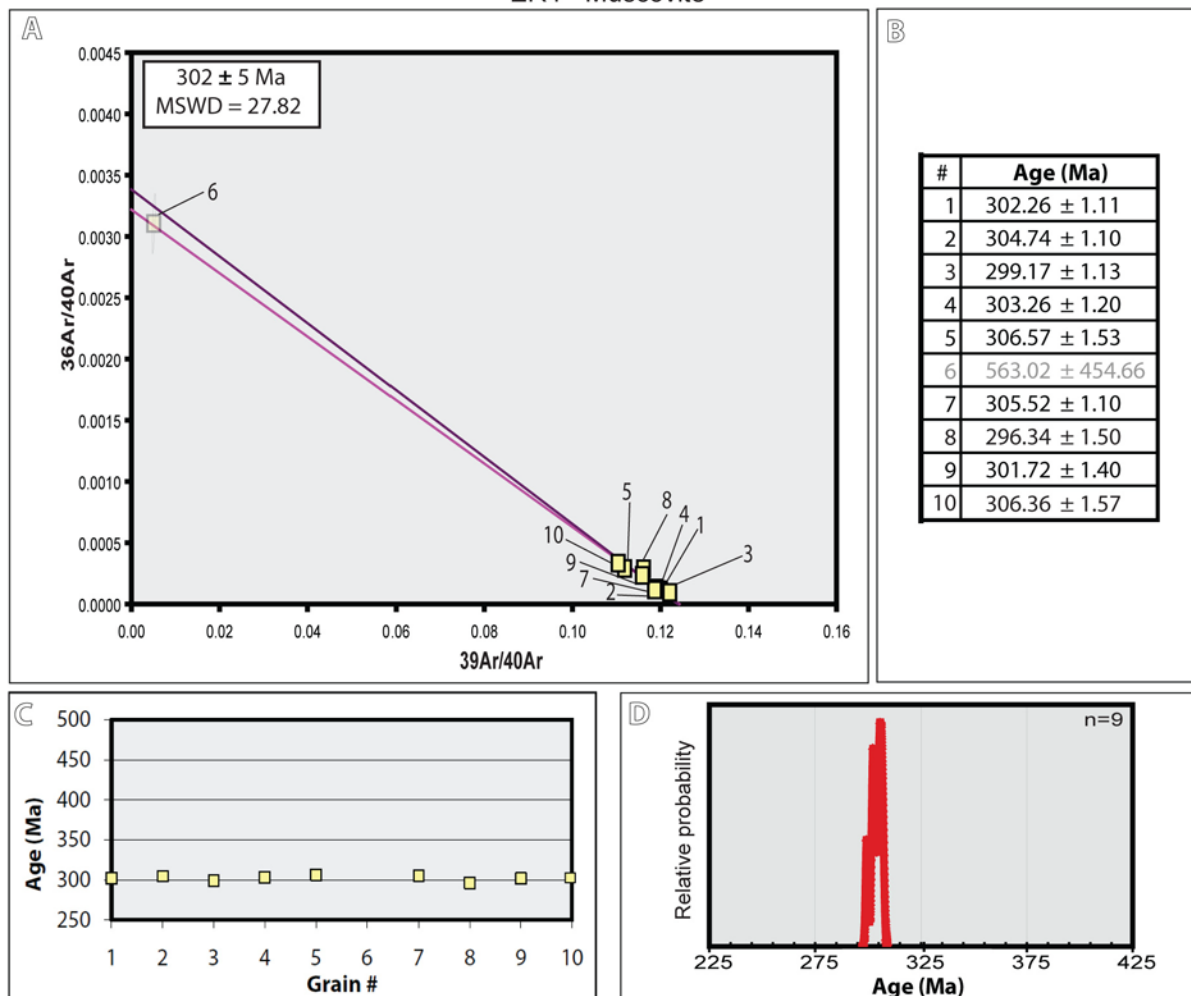 A
302 ± 5 Ma
MSWD = 27.82
36Ar/40Ar
0.0045
0.0040
0.0035
0.0030
0.0025
0.0020
0.0015
0.0010
0.0005
0.0000
6
5
8
4
1
10
3
9
7
2
0.00 0.02 0.04 0.06 0.08 0.10 0.12 0.14 0.16
39Ar/40Ar
B
# Age (Ma)
1 302.26 ± 1.11
2 304.74 ± 1.10
3 299.17 ± 1.13
4 303.26 ± 1.20
5 306.57 ± 1.53
6 563.02 ± 454.66
7 305.52 ± 1.10
8 296.34 ± 1.50
9 301.72 ± 1.40
10 306.36 ± 1.57
C
Age (Ma)
500
450
400
350
300
250
1 2 3 4 5 6 7 8 9 10
Grain #
D
n=9
Relative probability
225 275 325 375 425
Age (Ma)